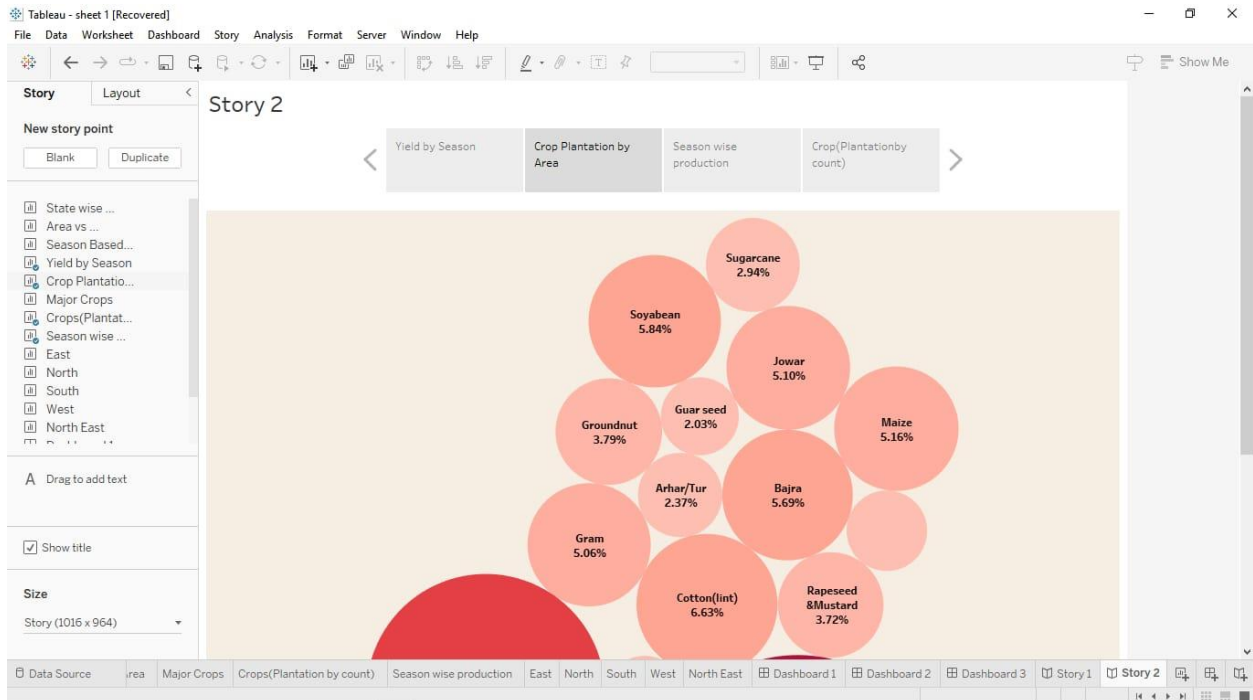 Tableau - sheet 1 [Recovered]
File Data Worksheet Dashboard Story Analysis Format Server Window Help
Show Me
Story Layout
New story point
Blank Duplicate
State wise ...
Area vs ...
Season Based...
Yield by Season
Crop Plantatio...
Major Crops
Crops(Plantat...
Season wise ...
East
North
South
West
North East
A Drag to add text
Show title
Size
Story (1016 x 964)
Story 2
Yield by Season
Crop Plantation by
Area
Season wise
production
Crop(Plantationby
count)
Sugarcane
2.94%
Soyabean
5.84%
Jowar
5.10%
Maize
5.16%
Guar seed
2.03%
Groundnut
3.79%
Arhar/Tur
2.37%
Bajra
5.69%
Gram
5.06%
Cotton(lint)
6.63%
Rapeseed
&Mustard
3.72%
Data Source rea Major Crops Crops(Plantation by count) Season wise production East North South West North East Dashboard 1 Dashboard 2 Dashboard 3 Story 1 Story 2